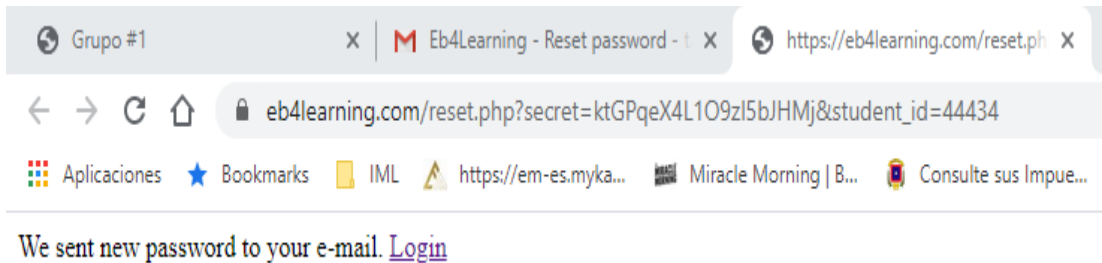 Grupo #1 Eb4Learning - Reset password - t https://eb4learning.com/reset.ph
eb4learning.com/reset.php?secret=ktGPqeX4L1O9zI5bJHMj&student_id=44434
Aplicaciones Bookmarks IML https://em-es.myka... Miracle Morning | B... Consulte sus Impue...
We sent new password to your e-mail. Login